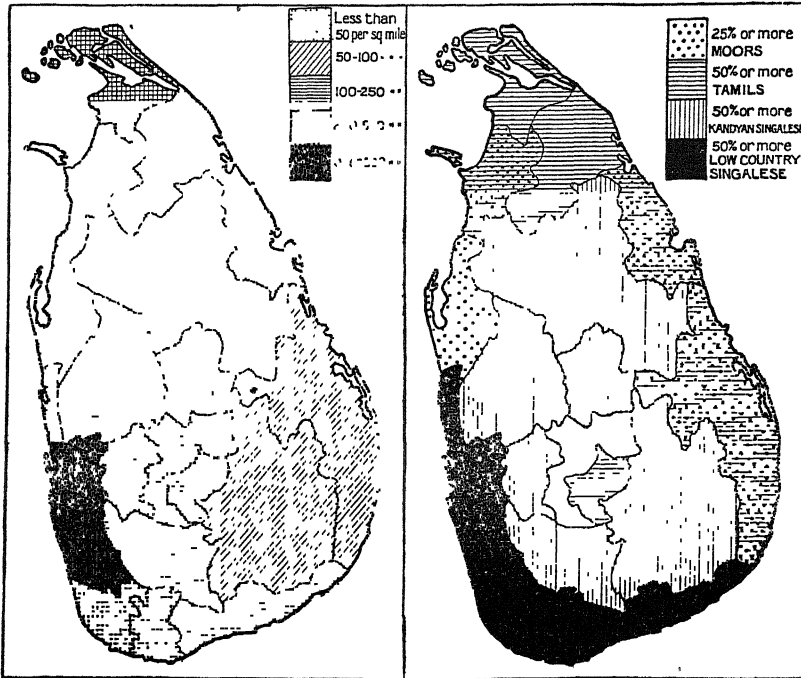 Less than
50 per sq mile
50-100
100-250
25% or more
MOORS
50% or more
TAMILS
50% or more
KANDYAN SINGALESE
50% or more
LOW COUNTRY
SINGALESE